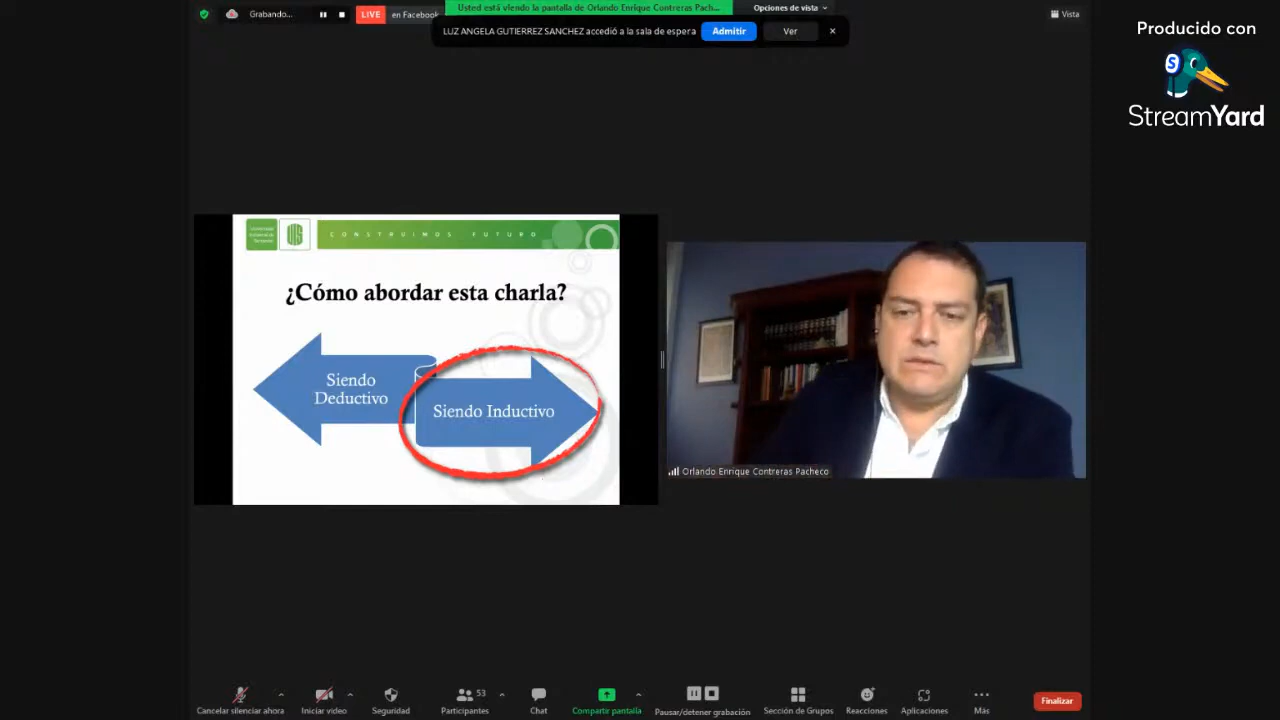 Grabando...
LIVE
en Facebook
Usted está viendo la pantalla de Orlando Enrique Contreras Pach...
Opciones de vista
Vista
LUZ ANGELA GUTIERREZ SANCHEZ accedió a la sala de espera
Admitir
Ver
Producido con
StreamYard
CONSTRUIMOS FUTURO
¿Cómo abordar esta charla?
Siendo
Deductivo
Siendo Inductivo
Orlando Enrique Contreras Pacheco
Cancelar silenciar ahora
Iniciar video
Seguridad
53
Participantes
Chat
Compartir pantalla
Pausar/detener grabación
Sección de Grupos
Reacciones
Aplicaciones
Más
Finalizar